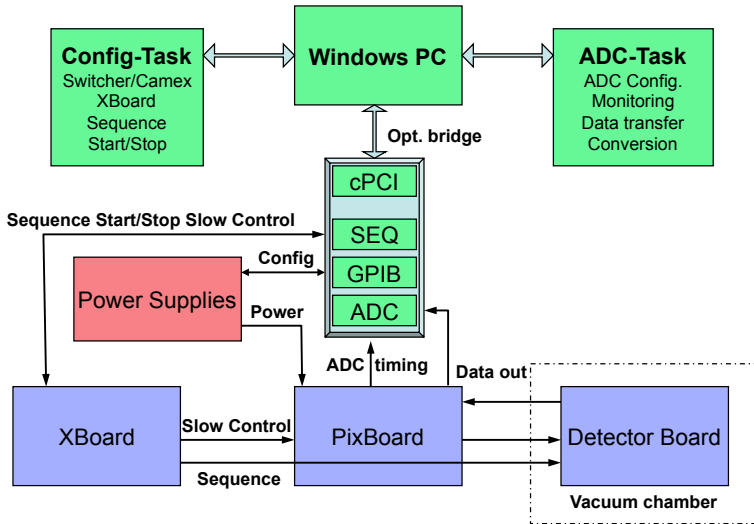 Config-Task
Switcher/Camex
XBoard
Sequence
Start/Stop
Windows PC
ADC-Task
ADC Config.
Monitoring
Data transfer
Conversion
Opt. bridge
cPCI
Sequence Start/Stop Slow Control
SEQ
Config
GPIB
Power Supplies
Power
ADC
ADC timing
Data out
XBoard
Slow Control
PixBoard
Detector Board
Sequence
Vacuum chamber